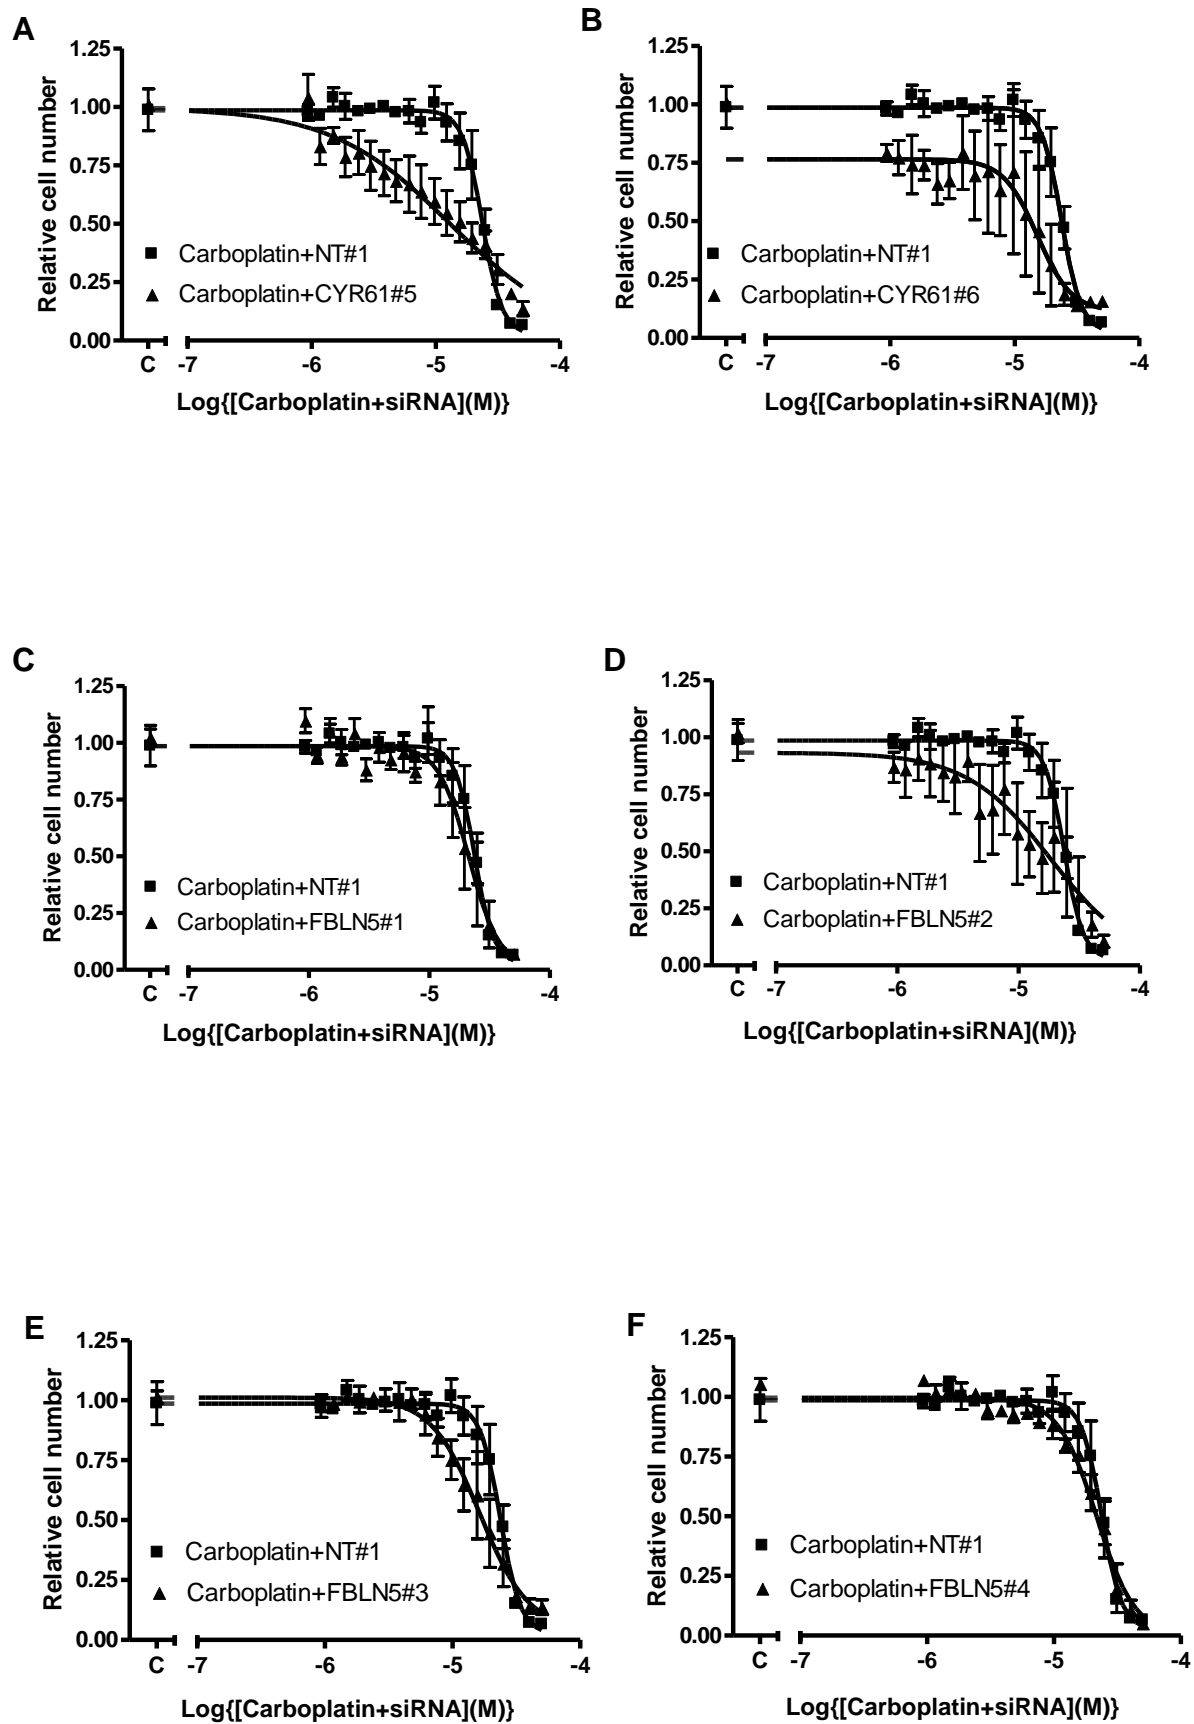 A
Relative cell number
1.25
1.00
0.75
0.50
0.25
0.00
Carboplatin+NT#1
Carboplatin+CYR61#5
C -7 -6 -5 -4
Log{[Carboplatin+siRNA](M)}
B
Relative cell number
1.25
1.00
0.75
0.50
0.25
0.00
Carboplatin+NT#1
Carboplatin+CYR61#6
C -7 -6 -5 -4
Log{[Carboplatin+siRNA](M)}
C
Relative cell number
1.25
1.00
0.75
0.50
0.25
0.00
Carboplatin+NT#1
Carboplatin+FBLN5#1
C -7 -6 -5 -4
Log{[Carboplatin+siRNA](M)}
D
Relative cell number
1.25
1.00
0.75
0.50
0.25
0.00
Carboplatin+NT#1
Carboplatin+FBLN5#2
C -7 -6 -5 -4
Log{[Carboplatin+siRNA](M)}
E
Relative cell number
1.25
1.00
0.75
0.50
0.25
0.00
Carboplatin+NT#1
Carboplatin+FBLN5#3
C -7 -6 -5 -4
Log{[Carboplatin+siRNA](M)}
F
Relative cell number
1.25
1.00
0.75
0.50
0.25
0.00
Carboplatin+NT#1
Carboplatin+FBLN5#4
C -7 -6 -5 -4
Log{[Carboplatin+siRNA](M)}